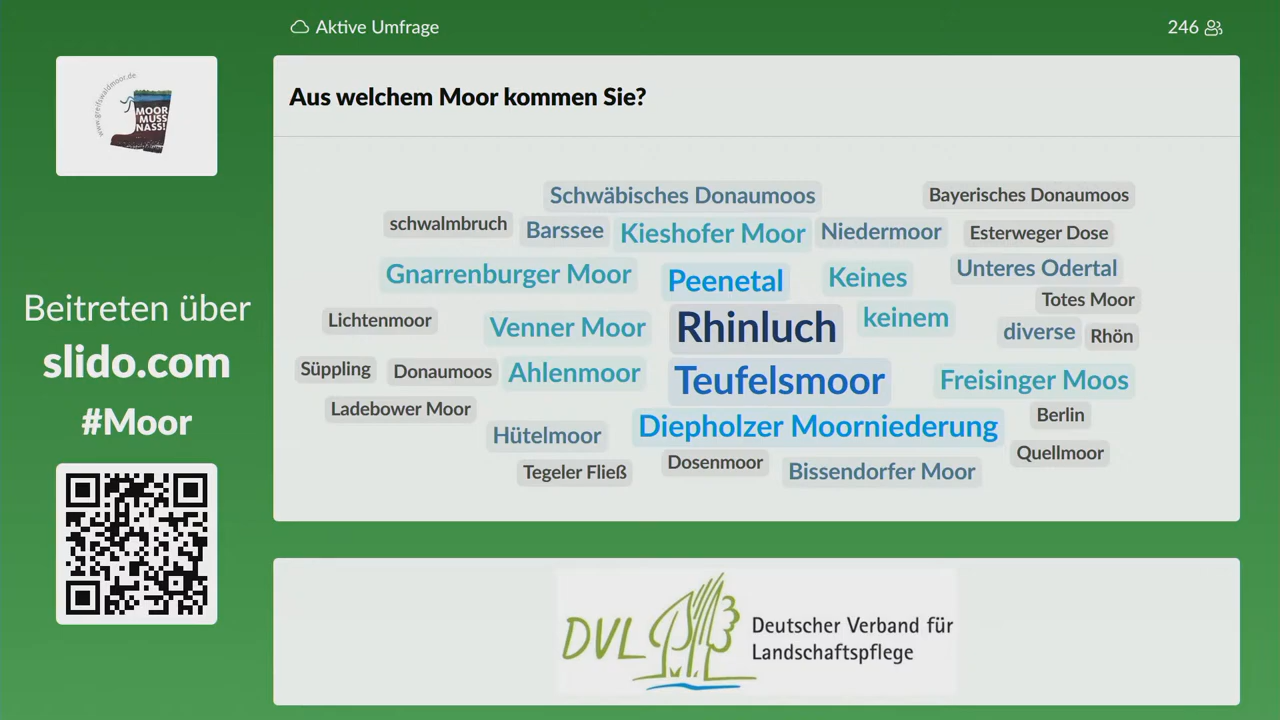 Aktive Umfrage
246
www.greifswaldmoor.de
MOOR
MUSS
NASS!
Aus welchem Moor kommen Sie?
Schwäbisches Donaumoos
Bayerisches Donaumoos
schwalmbruch
Barssee
Kieshofer Moor
Niedermoor
Esterweger Dose
Gnarrenburger Moor
Peenetal
Keines
Unteres Odertal
Totes Moor
Lichtenmoor
Venner Moor
Rhinluch
keinem
diverse
Rhön
Süppling
Donaumoos
Ahlenmoor
Teufelsmoor
Freisinger Moos
Ladebower Moor
Berlin
Hütelmoor
Diepholzer Moorniederung
Quellmoor
Tegeler Fließ
Dosenmoor
Bissendorfer Moor
Beitreten über
slido.com
#Moor
DVL
Deutscher Verband für
Landschaftspflege